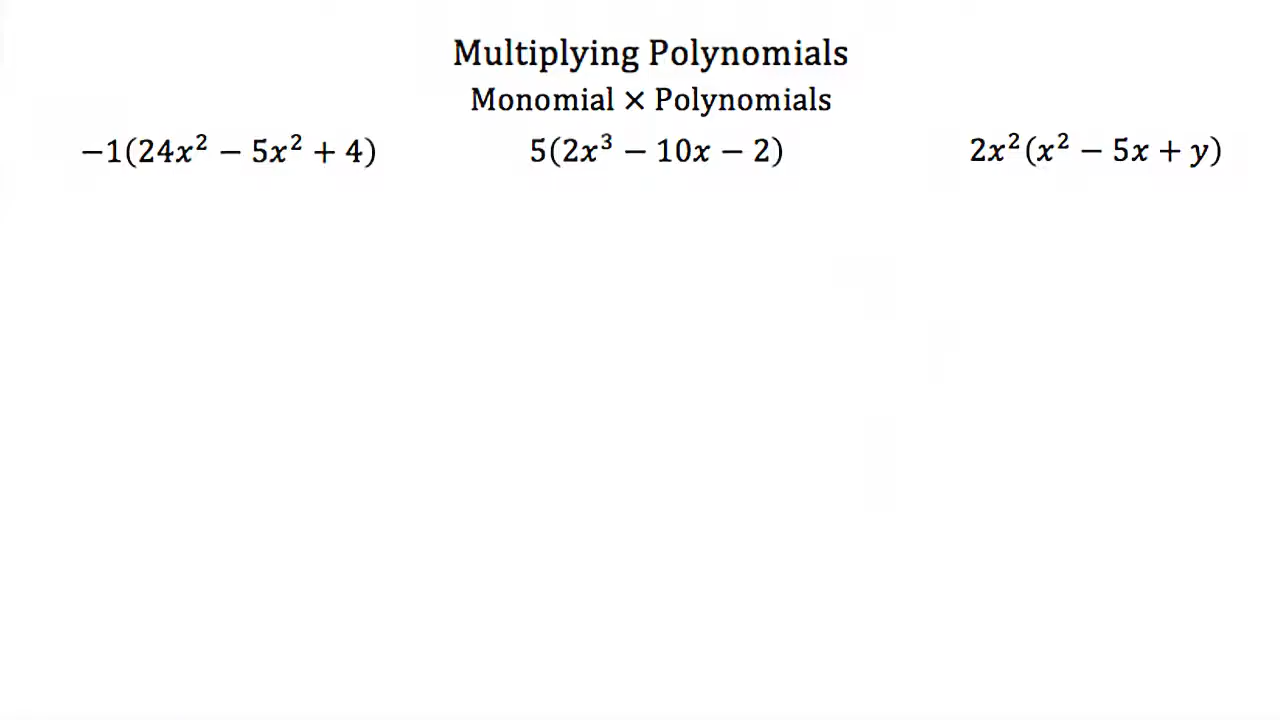 Multiplying Polynomials
Monomial × Polynomials
−1(24x² − 5x² + 4) 5(2x³ − 10x − 2) 2x²(x² − 5x + y)